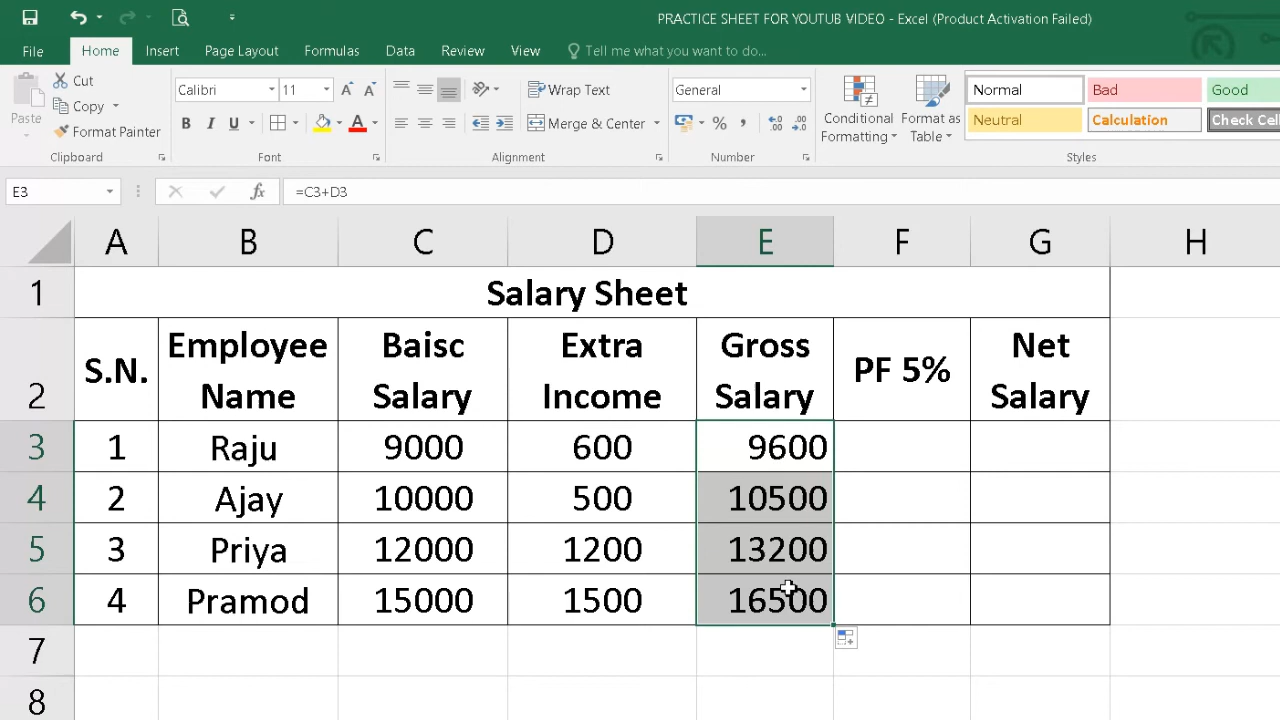 PRACTICE SHEET FOR YOUTUB VIDEO - Excel (Product Activation Failed)
File Home Insert Page Layout Formulas Data Review View Tell me what you want to do...
Paste
Cut
Copy
Format Painter
Clipboard
Calibri 11
B I U
Font
Wrap Text
Merge & Center
Alignment
General
Number
Conditional Formatting
Format as Table
Normal Bad Good
Neutral Calculation Check Cell
Styles
E3 fx =C3+D3
A B C D E F G H
1 Salary Sheet
2 S.N. Employee Name Baisc Salary Extra Income Gross Salary PF 5% Net Salary
3 1 Raju 9000 600 9600
4 2 Ajay 10000 500 10500
5 3 Priya 12000 1200 13200
6 4 Pramod 15000 1500 16500
7
8